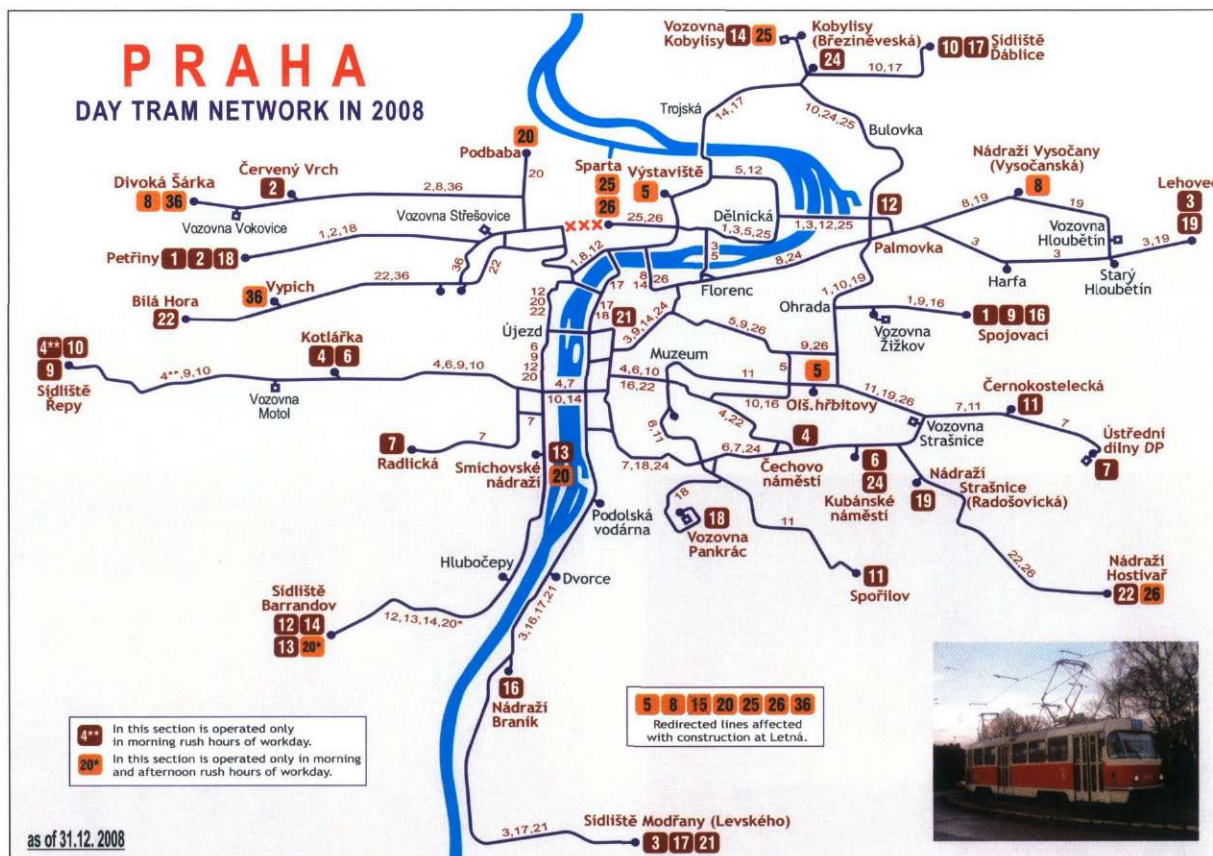 PRAHA
DAY TRAM NETWORK IN 2008
Vozovna
Kobylisy
14 25
Kobylisy
(Březiněveská)
24
10 17
Sídliště
Ďáblice
10,17
Trojská
14,17
10,24,25
Bulovka
20
Podbaba
20
Sparta
25
26
Výstaviště
5
5,12
Nádraží Vysočany
(Vysočanská)
8
Lehovec
3
19
Divoká Šárka
8 36
Červený Vrch
2
2,8,36
Vozovna Vokovice
Vozovna Střešovice
×××
25,26
Dělnická
1,3,5,25
1,3,12,25
12
8,19
19
Vozovna
Hloubětín
3,19
Palmovka
3
3
Harfa
Starý
Hloubětín
Petřiny
1 2 18
1,2,18
36
22
1,8,12
17
8
14
26
3
5
8,24
Florenc
Vypich
36
22,36
Bílá Hora
22
12
20
22
17
18
21
3,9,14,24
Újezd
Ohrada
1,10,19
1,9,16
Vozovna
Žižkov
1 9 16
Spojovací
5,9,26
9,26
5
Muzeum
4** 10
9
Sídliště
Řepy
4**,9,10
Vozovna
Motol
Kotlářka
4 6
4,6,9,10
6
9
12
20
4,7
10,14
4,6,10
16,22
11
5
Olš.hřbitovy
10,16
11,19,26
Vozovna
Strašnice
7,11
Černokostelecká
11
7
Ústřední
dílny DP
7
7
7
Radlická
7
Smíchovské
nádraží
13
20
6,11
4,22
4
Čechovo
náměstí
6,7,24
7,18,24
6
24
Kubánské
náměstí
19
Nádraží
Strašnice
(Radošovická)
22,26
Nádraží
Hostivař
22 26
18
18
Vozovna
Pankrác
11
11
Spořilov
Podolská
vodárna
Hlubočepy
Dvorce
Sídliště
Barrandov
12 14
13 20*
12,13,14,20*
3,16,17,21
16
Nádraží
Braník
5 8 15 20 25 26 36
Redirected lines affected
with construction at Letná.
4** In this section is operated only
in morning rush hours of workday.
20* In this section is operated only in morning
and afternoon rush hours of workday.
3,17,21
Sídliště Modřany (Levského)
3 17 21
as of 31.12. 2008